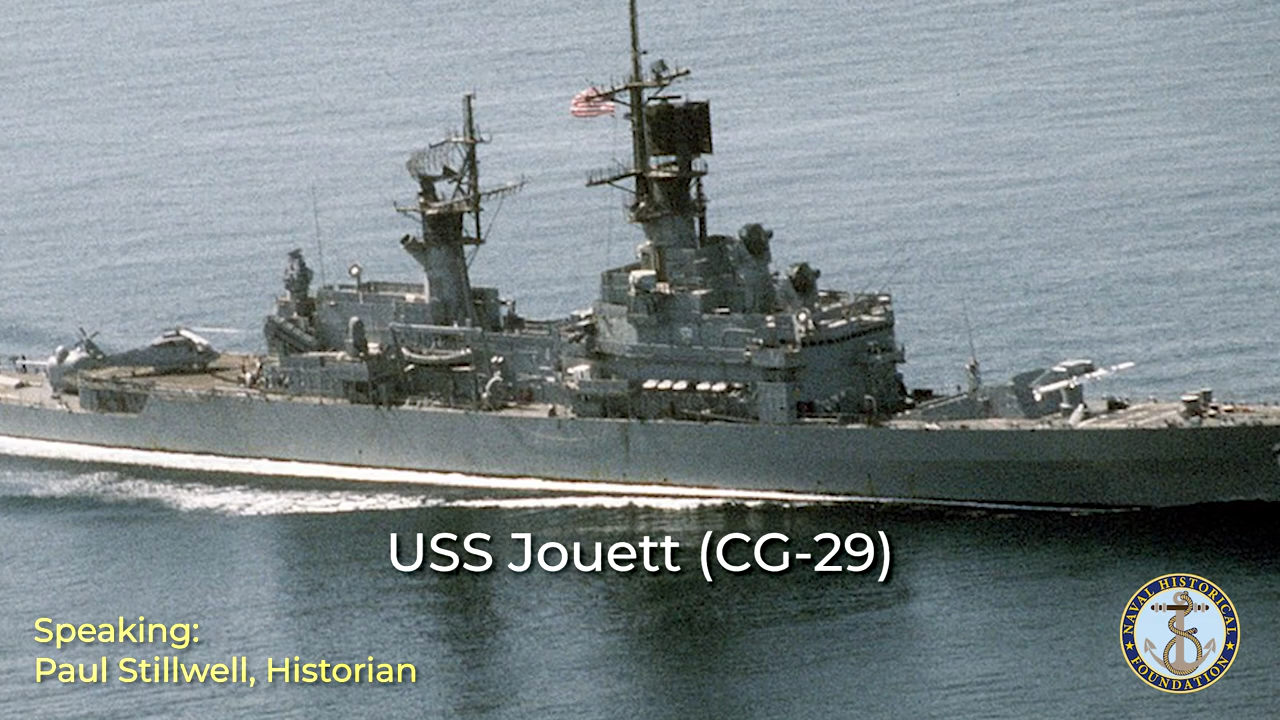 USS Jouett (CG-29)
Speaking:
Paul Stillwell, Historian
NAVAL HISTORICAL
FOUNDATION